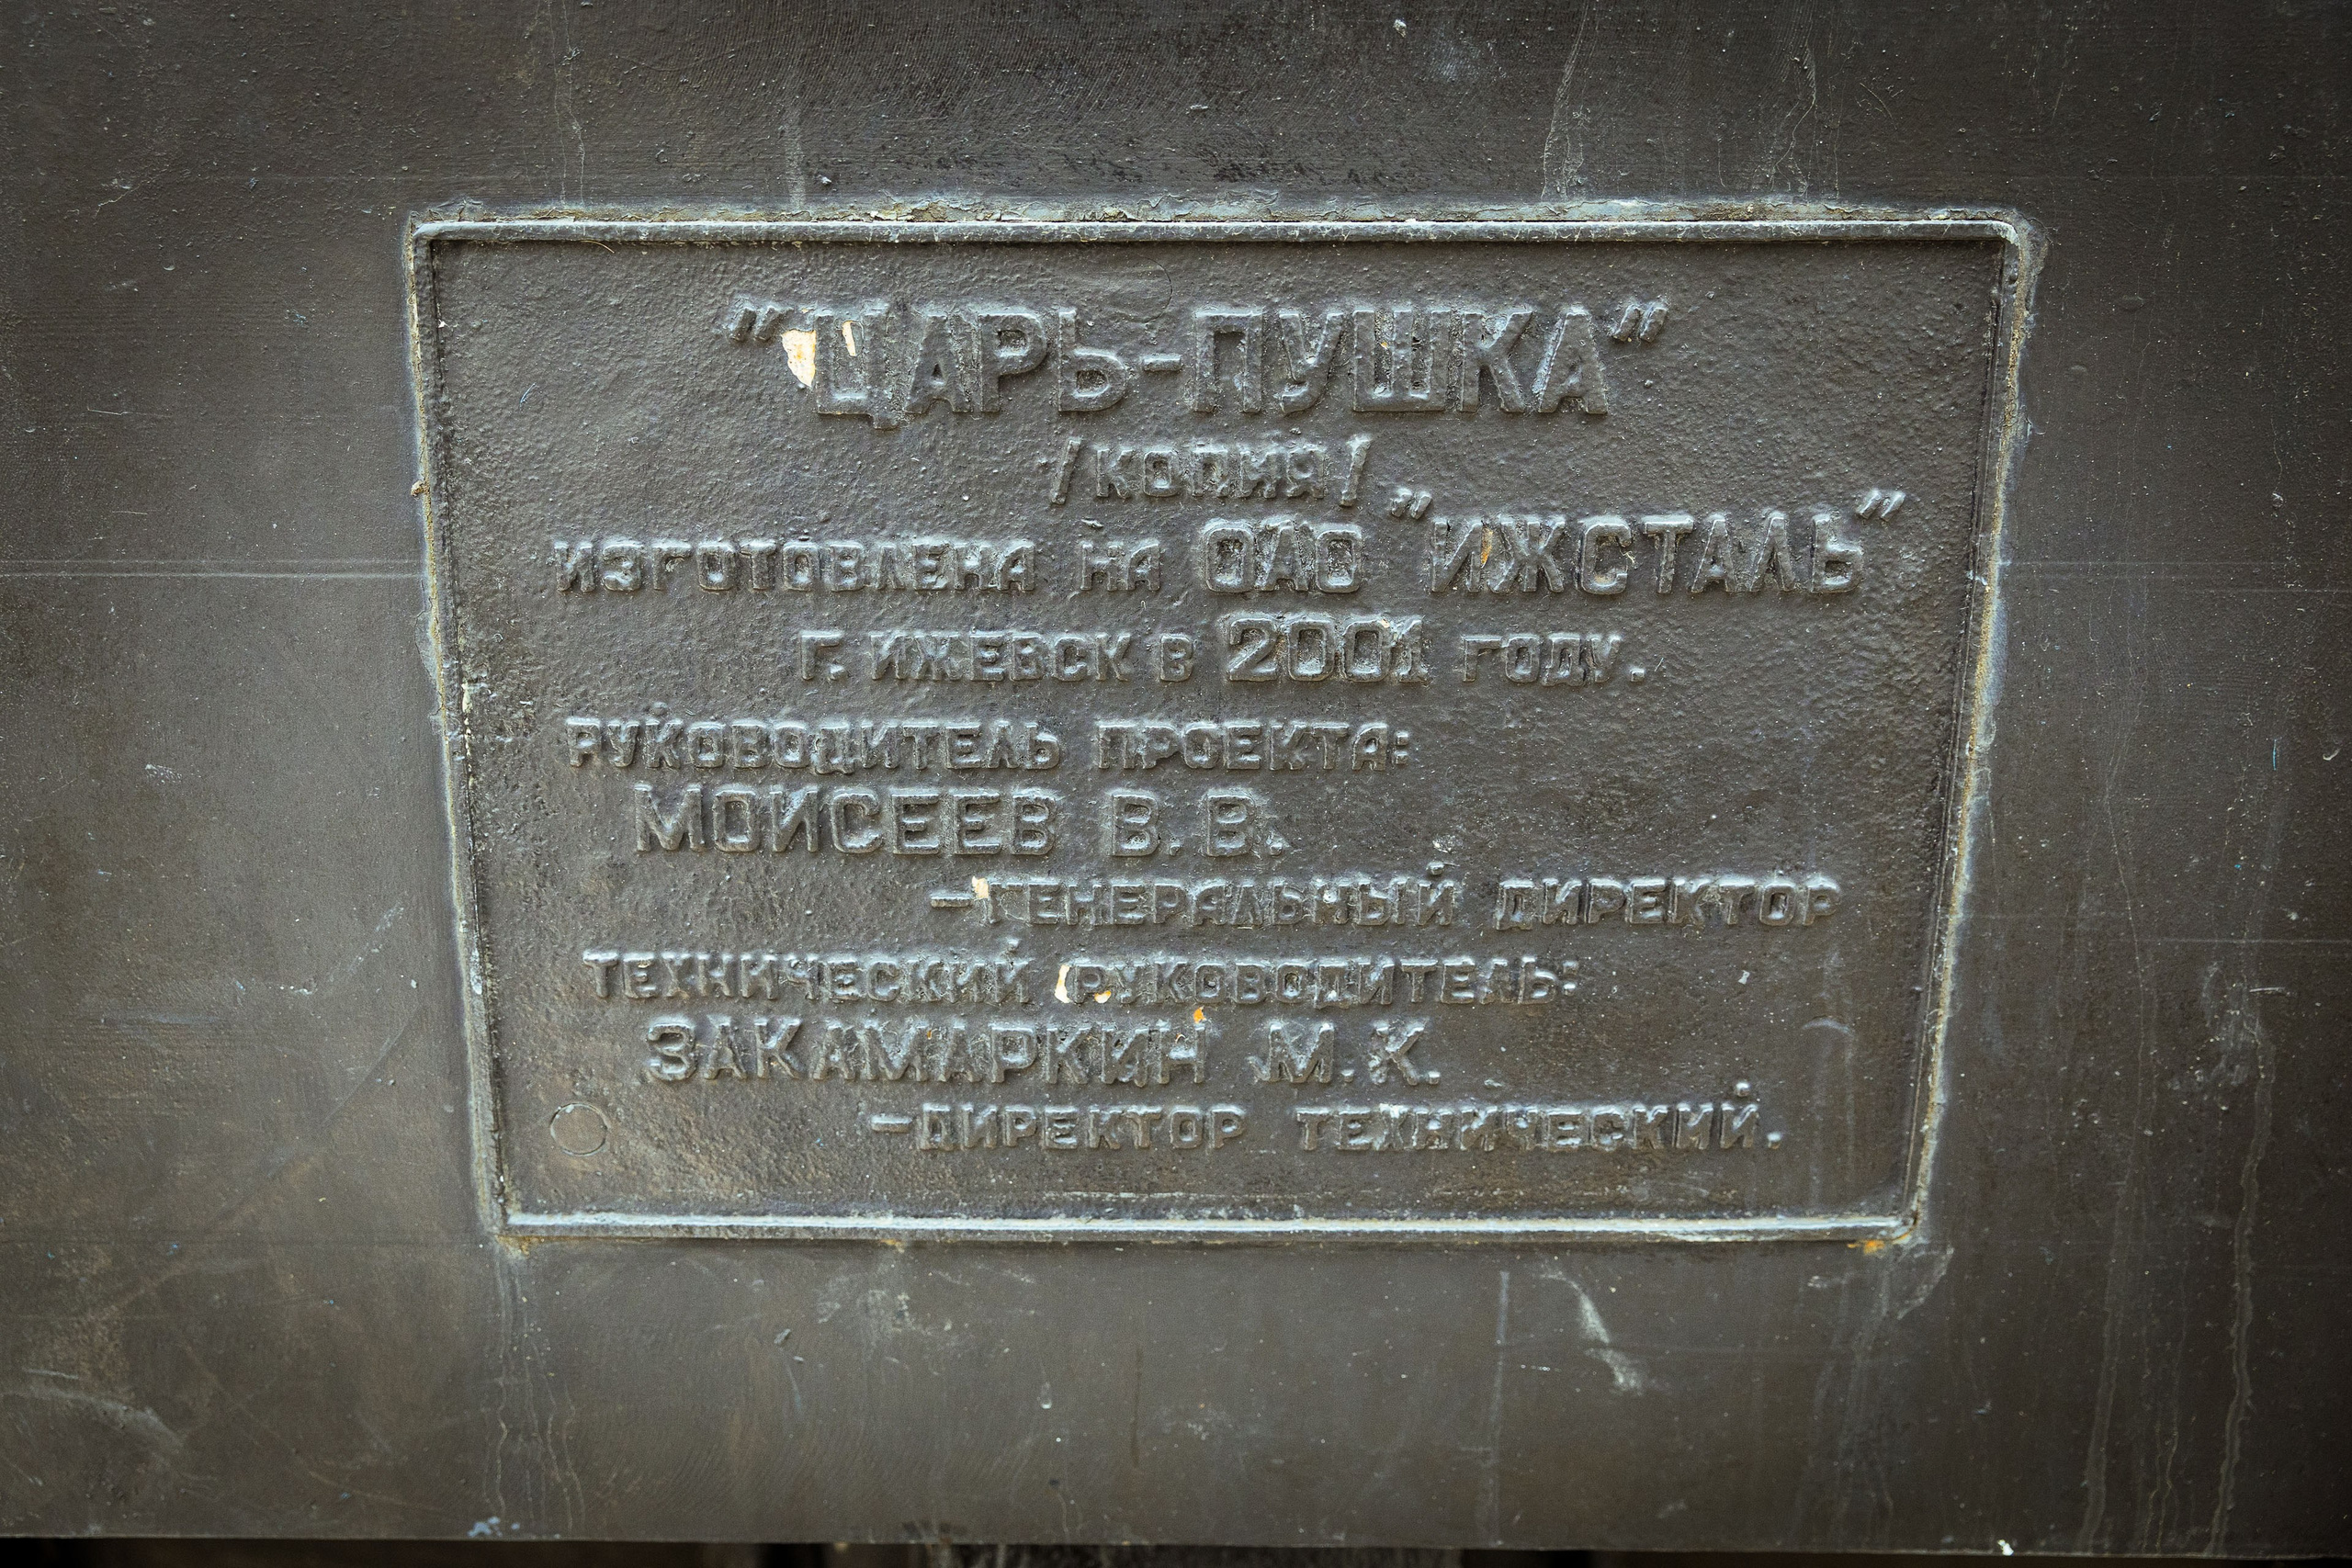 "ЦАРЬ-ПУШКА"
/КОПИЯ/
ИЗГОТОВЛЕНА НА ОАО "ИЖСТАЛЬ"
Г. ИЖЕВСК В 2001 ГОДУ.
РУКОВОДИТЕЛЬ ПРОЕКТА:
МОИСЕЕВ В.В.
-ГЕНЕРАЛЬНЫЙ ДИРЕКТОР
ТЕХНИЧЕСКИЙ РУКОВОДИТЕЛЬ:
ЗАКАМАРКИН М.К.
-ДИРЕКТОР ТЕХНИЧЕСКИЙ.